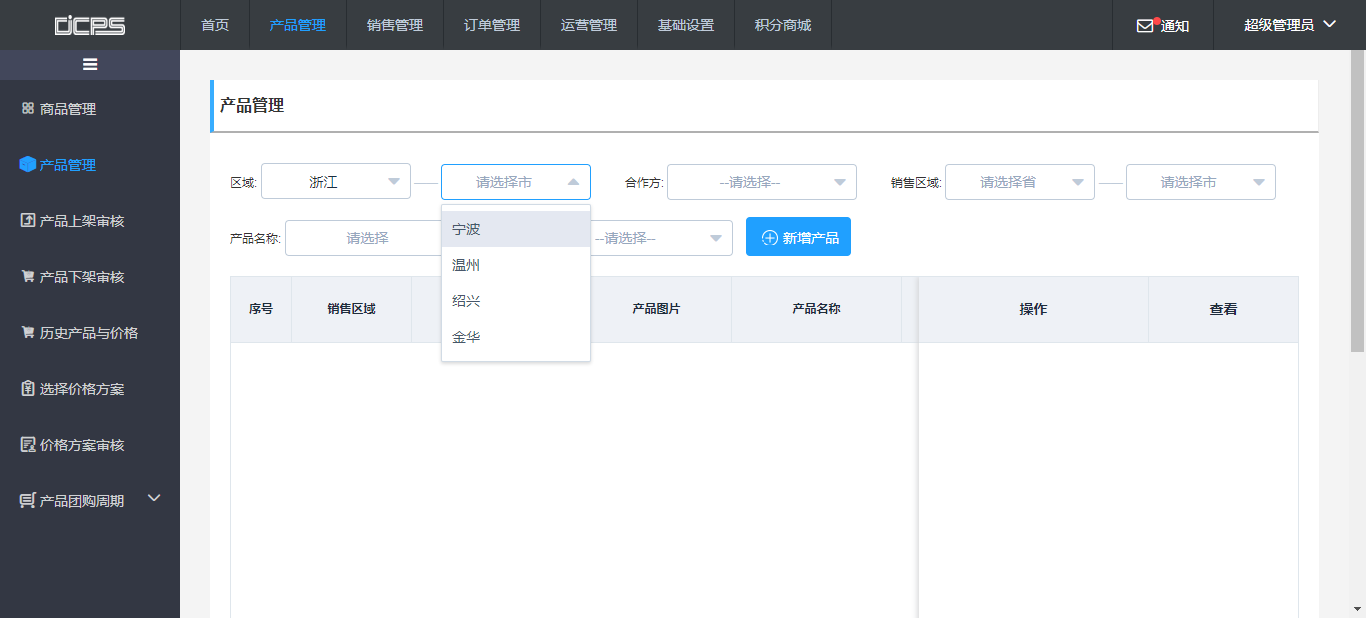 CJCPS
首页
产品管理
销售管理
订单管理
运营管理
基础设置
积分商城
通知
超级管理员
商品管理
产品管理
产品上架审核
产品下架审核
历史产品与价格
选择价格方案
价格方案审核
产品团购周期
产品管理
区域: 浙江 请选择市 合作方: --请选择-- 销售区域: 请选择省 请选择市
宁波
温州
绍兴
金华
产品名称: 请选择 --请选择-- 新增产品
序号 销售区域 产品图片 产品名称 操作 查看